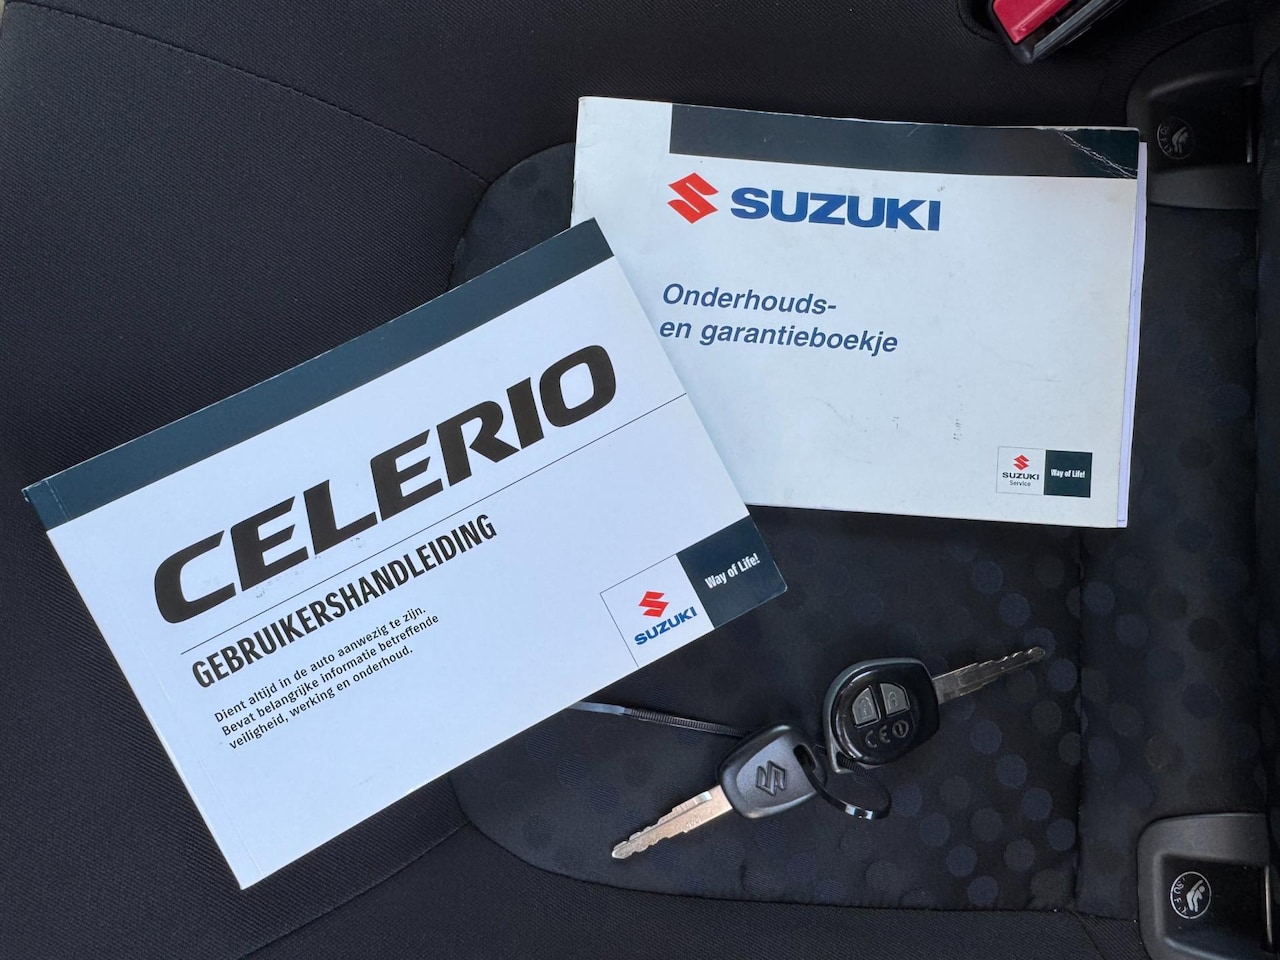 SUZUKI
Onderhouds-
en garantieboekje
SUZUKI
Service
Way of Life!
CELERIO
GEBRUIKERSHANDLEIDING
Dient altijd in de auto aanwezig te zijn.
Bevat belangrijke informatie betreffende
veiligheid, werking en onderhoud.
SUZUKI
Way of Life!